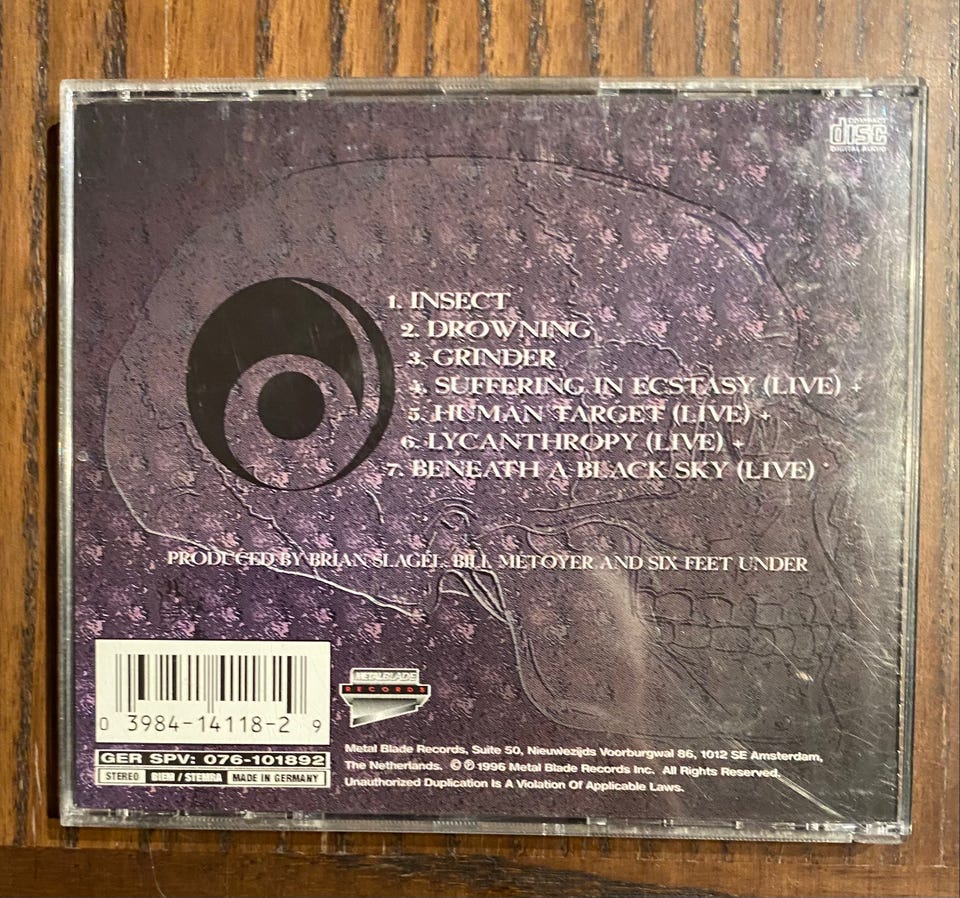 COMPACT
disc
DIGITAL AUDIO
1. INSECT
2. DROWNING
3. GRINDER
4. SUFFERING IN ECSTASY (LIVE) +
5. HUMAN TARGET (LIVE) +
6. LYCANTHROPY (LIVE) +
7. BENEATH A BLACK SKY (LIVE) *
PRODUCED BY BRIAN SLAGEL, BILL METOYER AND SIX FEET UNDER
0 3984-14118-2 9
METAL BLADE
RECORDS
GER SPV: 076-101892
STEREO BIEM / STEMRA MADE IN GERMANY
Metal Blade Records, Suite 50, Nieuwezijds Voorburgwal 86, 1012 SE Amsterdam,
The Netherlands. © ℗ 1996 Metal Blade Records Inc. All Rights Reserved.
Unauthorized Duplication Is A Violation Of Applicable Laws.